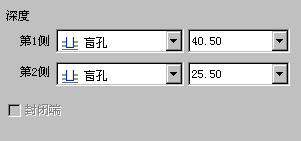 深度
第1侧 盲孔 40.50
第2侧 盲孔 25.50
封闭端